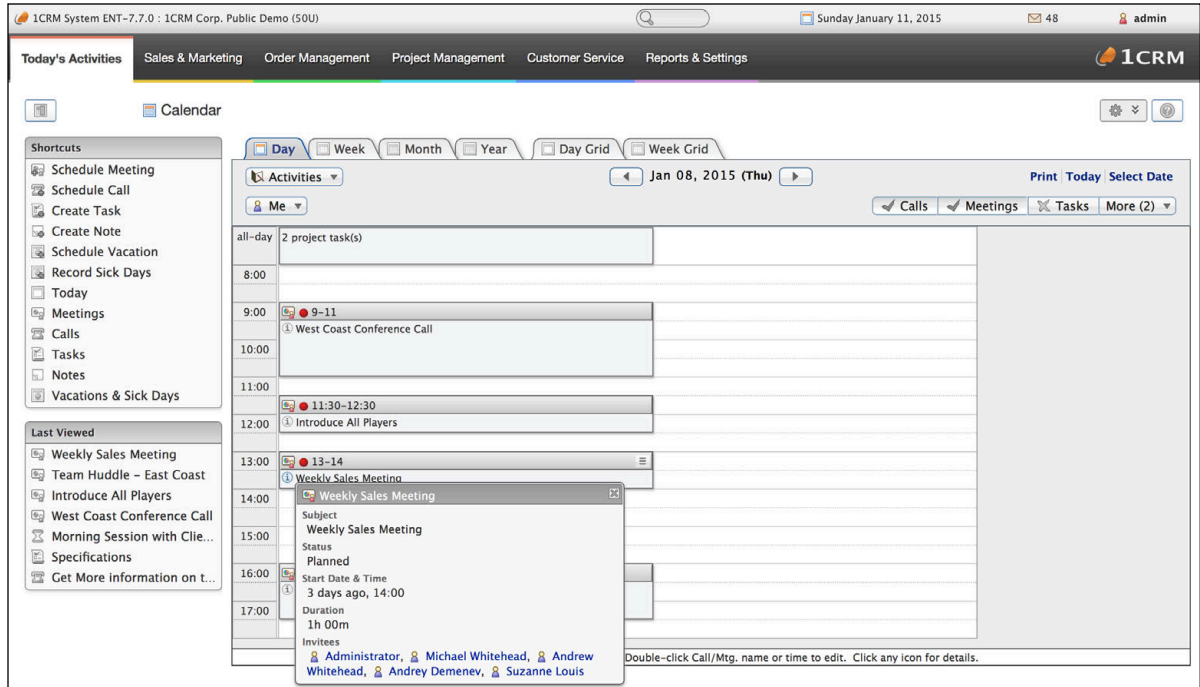 1CRM System ENT-7.7.0 : 1CRM Corp. Public Demo (50U)
Sunday January 11, 2015
48
admin
Today's Activities
Sales & Marketing
Order Management
Project Management
Customer Service
Reports & Settings
1CRM
Calendar
Shortcuts
Schedule Meeting
Schedule Call
Create Task
Create Note
Schedule Vacation
Record Sick Days
Today
Meetings
Calls
Tasks
Notes
Vacations & Sick Days
Last Viewed
Weekly Sales Meeting
Team Huddle – East Coast
Introduce All Players
West Coast Conference Call
Morning Session with Clie...
Specifications
Get More information on t...
Day
Week
Month
Year
Day Grid
Week Grid
Activities
Jan 08, 2015 (Thu)
Print
Today
Select Date
Me
Calls
Meetings
Tasks
More (2)
all-day
2 project task(s)
8:00
9:00
9-11
West Coast Conference Call
10:00
11:00
11:30-12:30
12:00
Introduce All Players
13:00
13-14
Weekly Sales Meeting
14:00
15:00
16:00
17:00
Weekly Sales Meeting
Subject
Weekly Sales Meeting
Status
Planned
Start Date & Time
3 days ago, 14:00
Duration
1h 00m
Invitees
Administrator, Michael Whitehead, Andrew
Whitehead, Andrey Demenev, Suzanne Louis
Double-click Call/Mtg. name or time to edit. Click any icon for details.